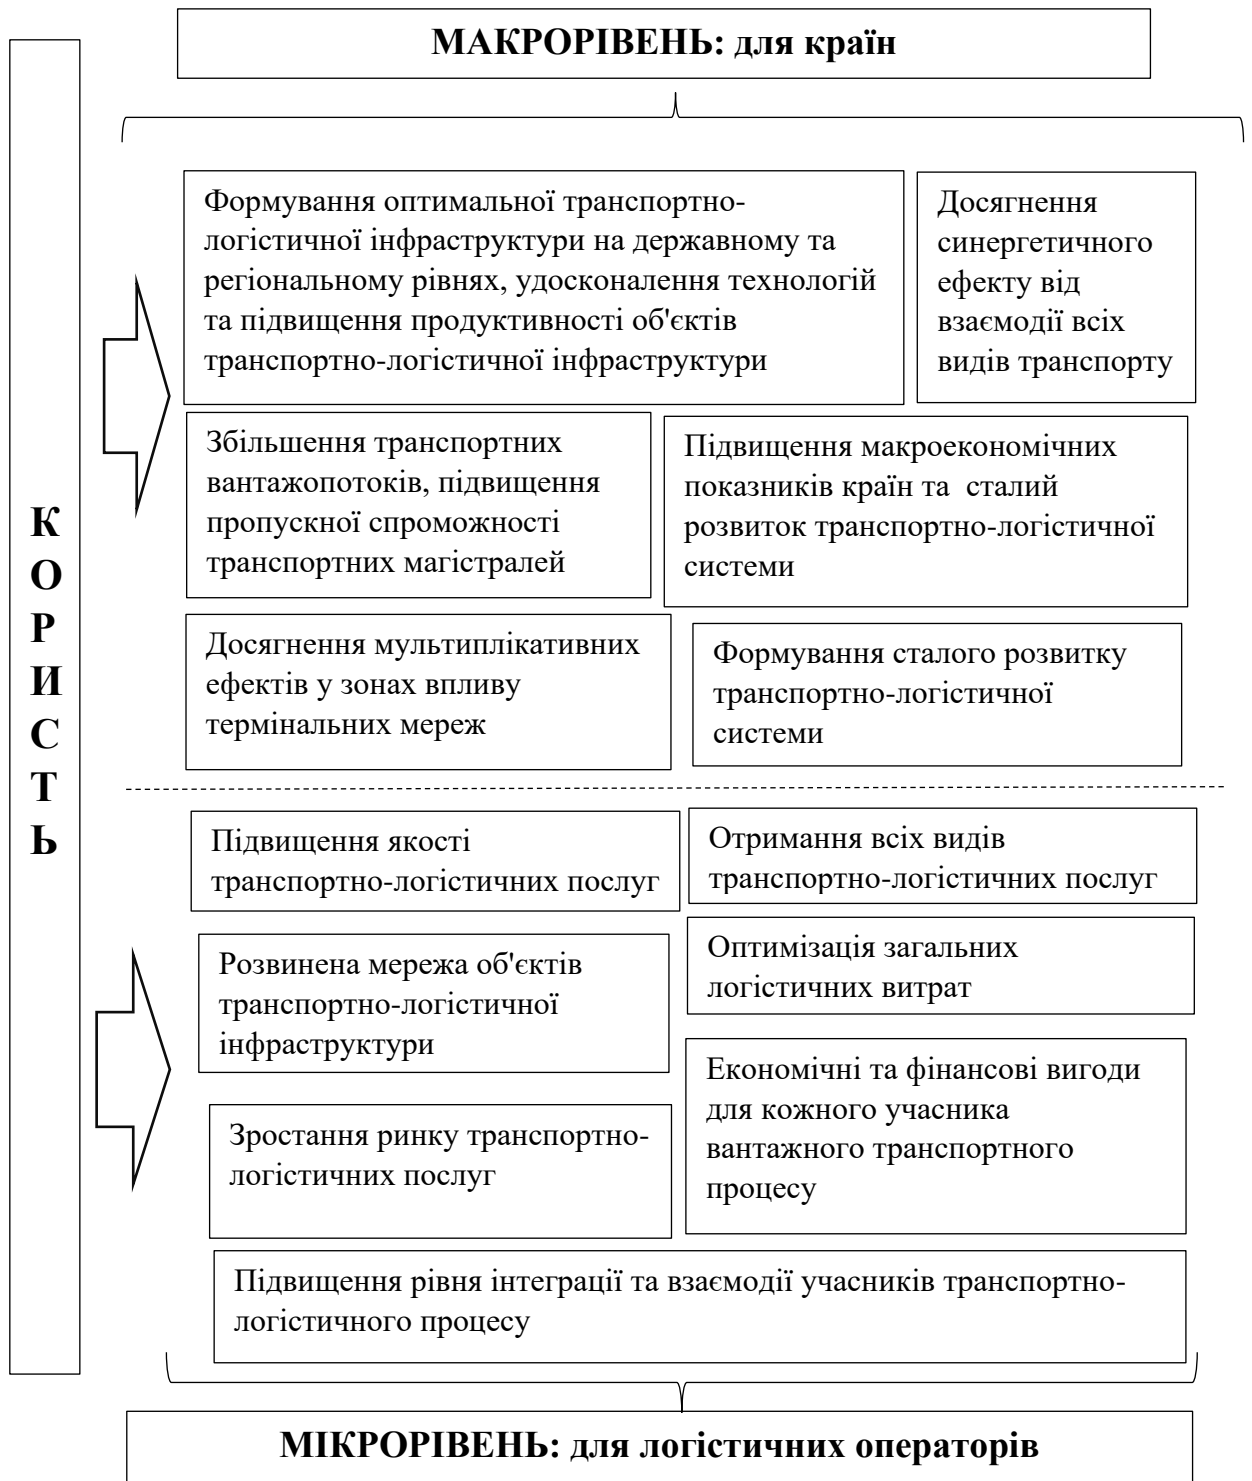 МАКРОРІВЕНЬ: для країн
КОРИСТЬ
Формування оптимальної транспортно-
логістичної інфраструктури на державному та
регіональному рівнях, удосконалення технологій
та підвищення продуктивності об'єктів
транспортно-логістичної інфраструктури
Досягнення
синергетичного
ефекту від
взаємодії всіх
видів транспорту
Збільшення транспортних
вантажопотоків, підвищення
пропускної спроможності
транспортних магістралей
Підвищення макроекономічних
показників країн та  сталий
розвиток транспортно-логістичної
системи
Досягнення мультиплікативних
ефектів у зонах впливу
термінальних мереж
Формування сталого розвитку
транспортно-логістичної
системи
Підвищення якості
транспортно-логістичних послуг
Отримання всіх видів
транспортно-логістичних послуг
Розвинена мережа об'єктів
транспортно-логістичної
інфраструктури
Оптимізація загальних
логістичних витрат
Зростання ринку транспортно-
логістичних послуг
Економічні та фінансові вигоди
для кожного учасника
вантажного транспортного
процесу
Підвищення рівня інтеграції та взаємодії учасників транспортно-
логістичного процесу
МІКРОРІВЕНЬ: для логістичних операторів